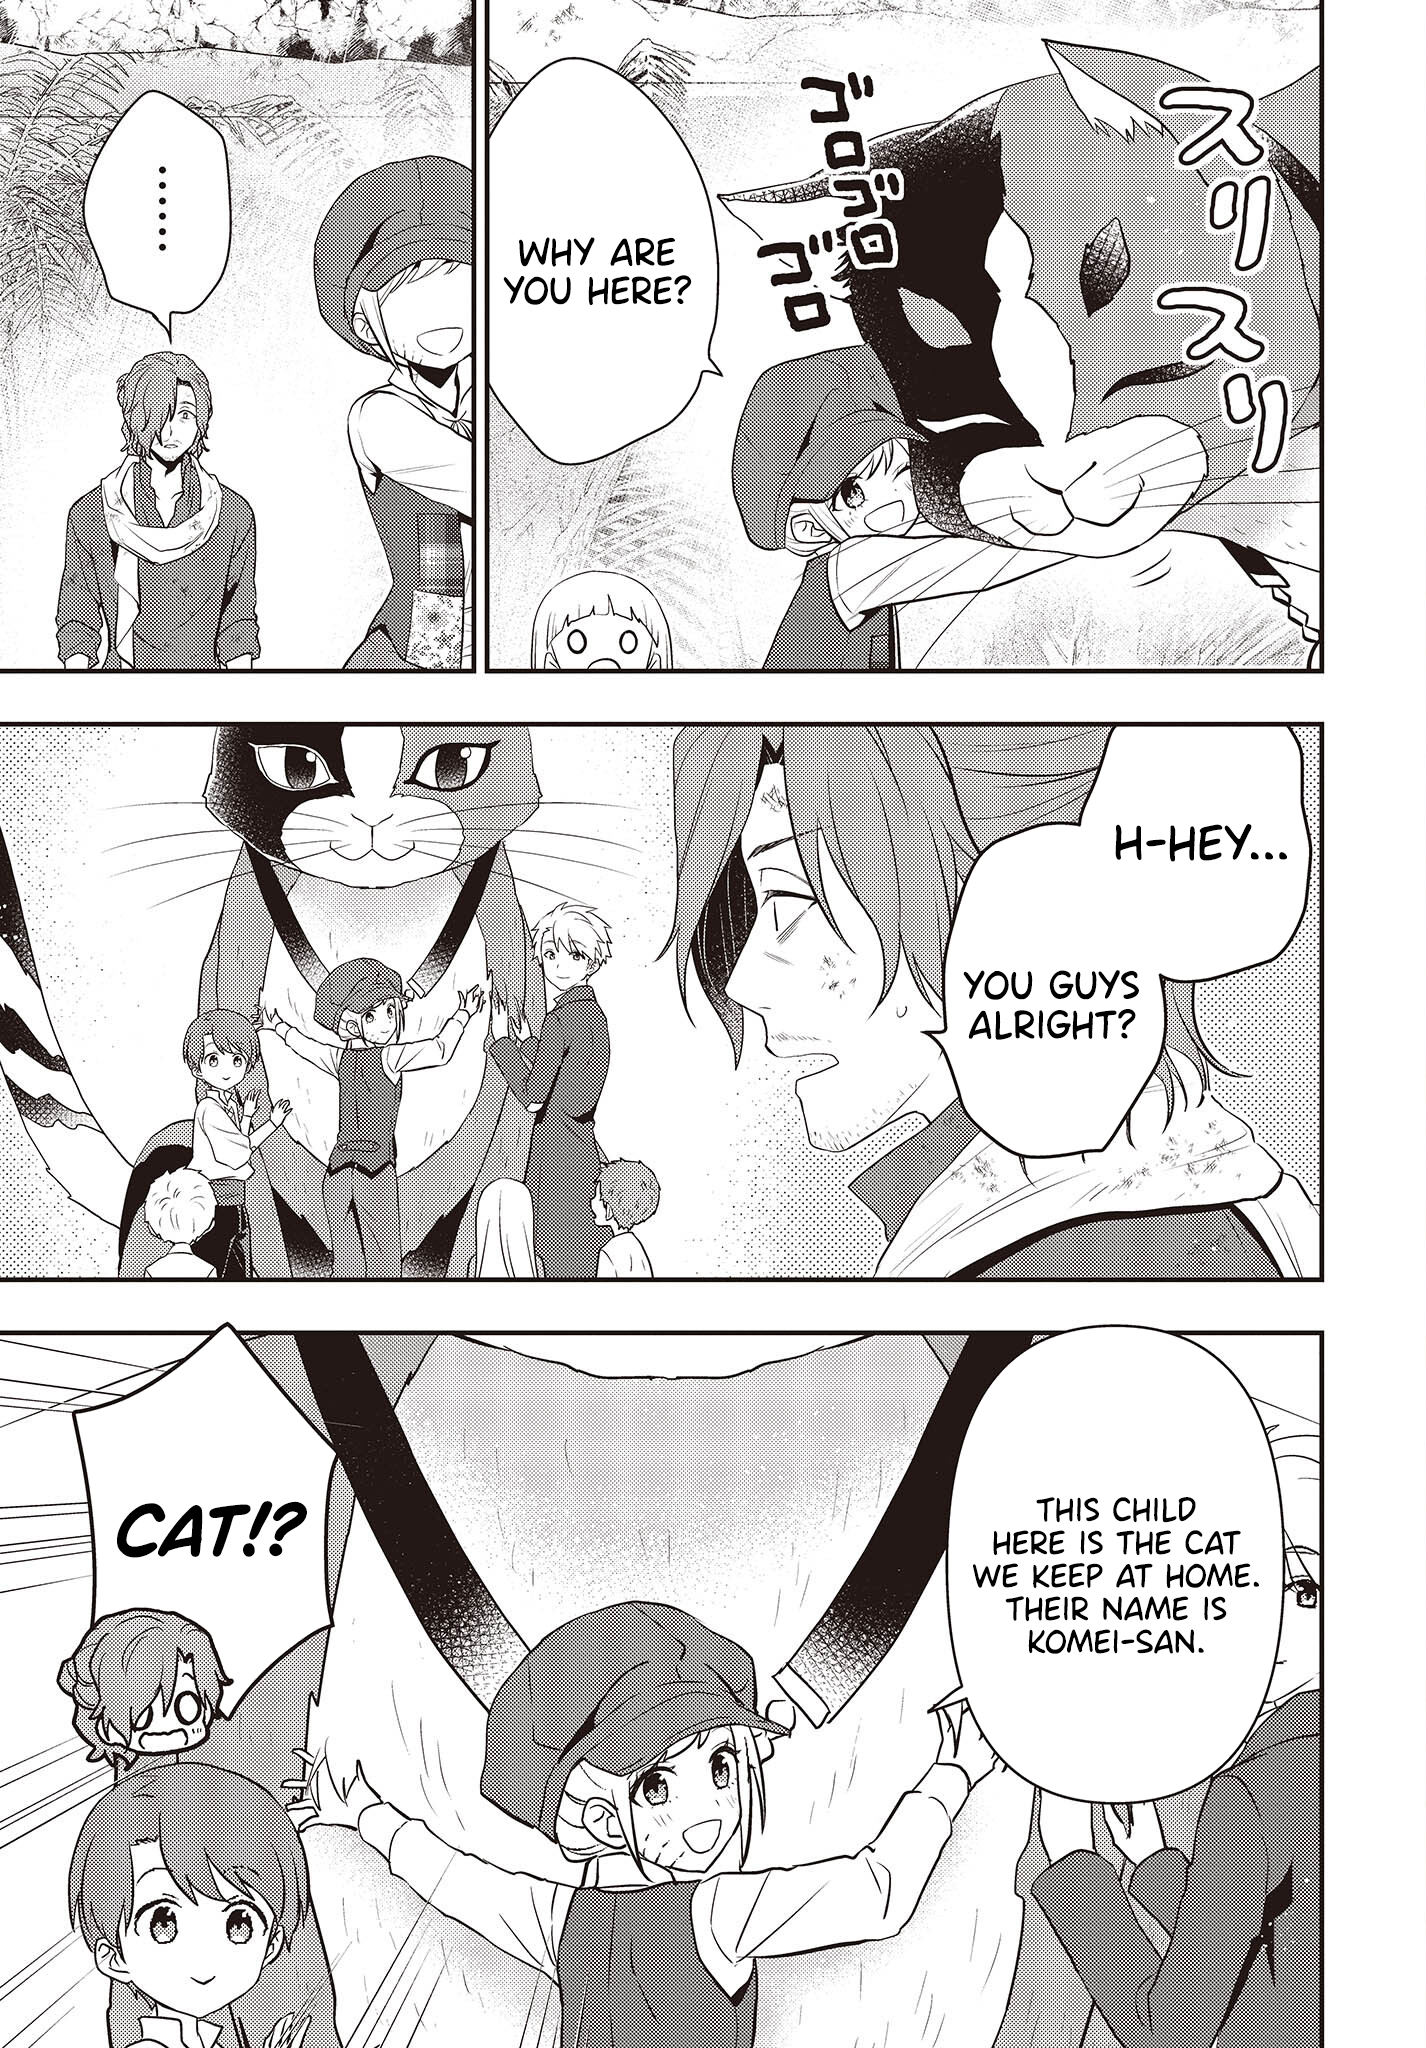 スリ
スリ
ゴロ
ゴロ
ゴロ
WHY ARE
YOU HERE?
......
H-HEY...
YOU GUYS
ALRIGHT?
THIS CHILD
HERE IS THE CAT
WE KEEP AT HOME.
THEIR NAME IS
KOMEI-SAN.
CAT!?